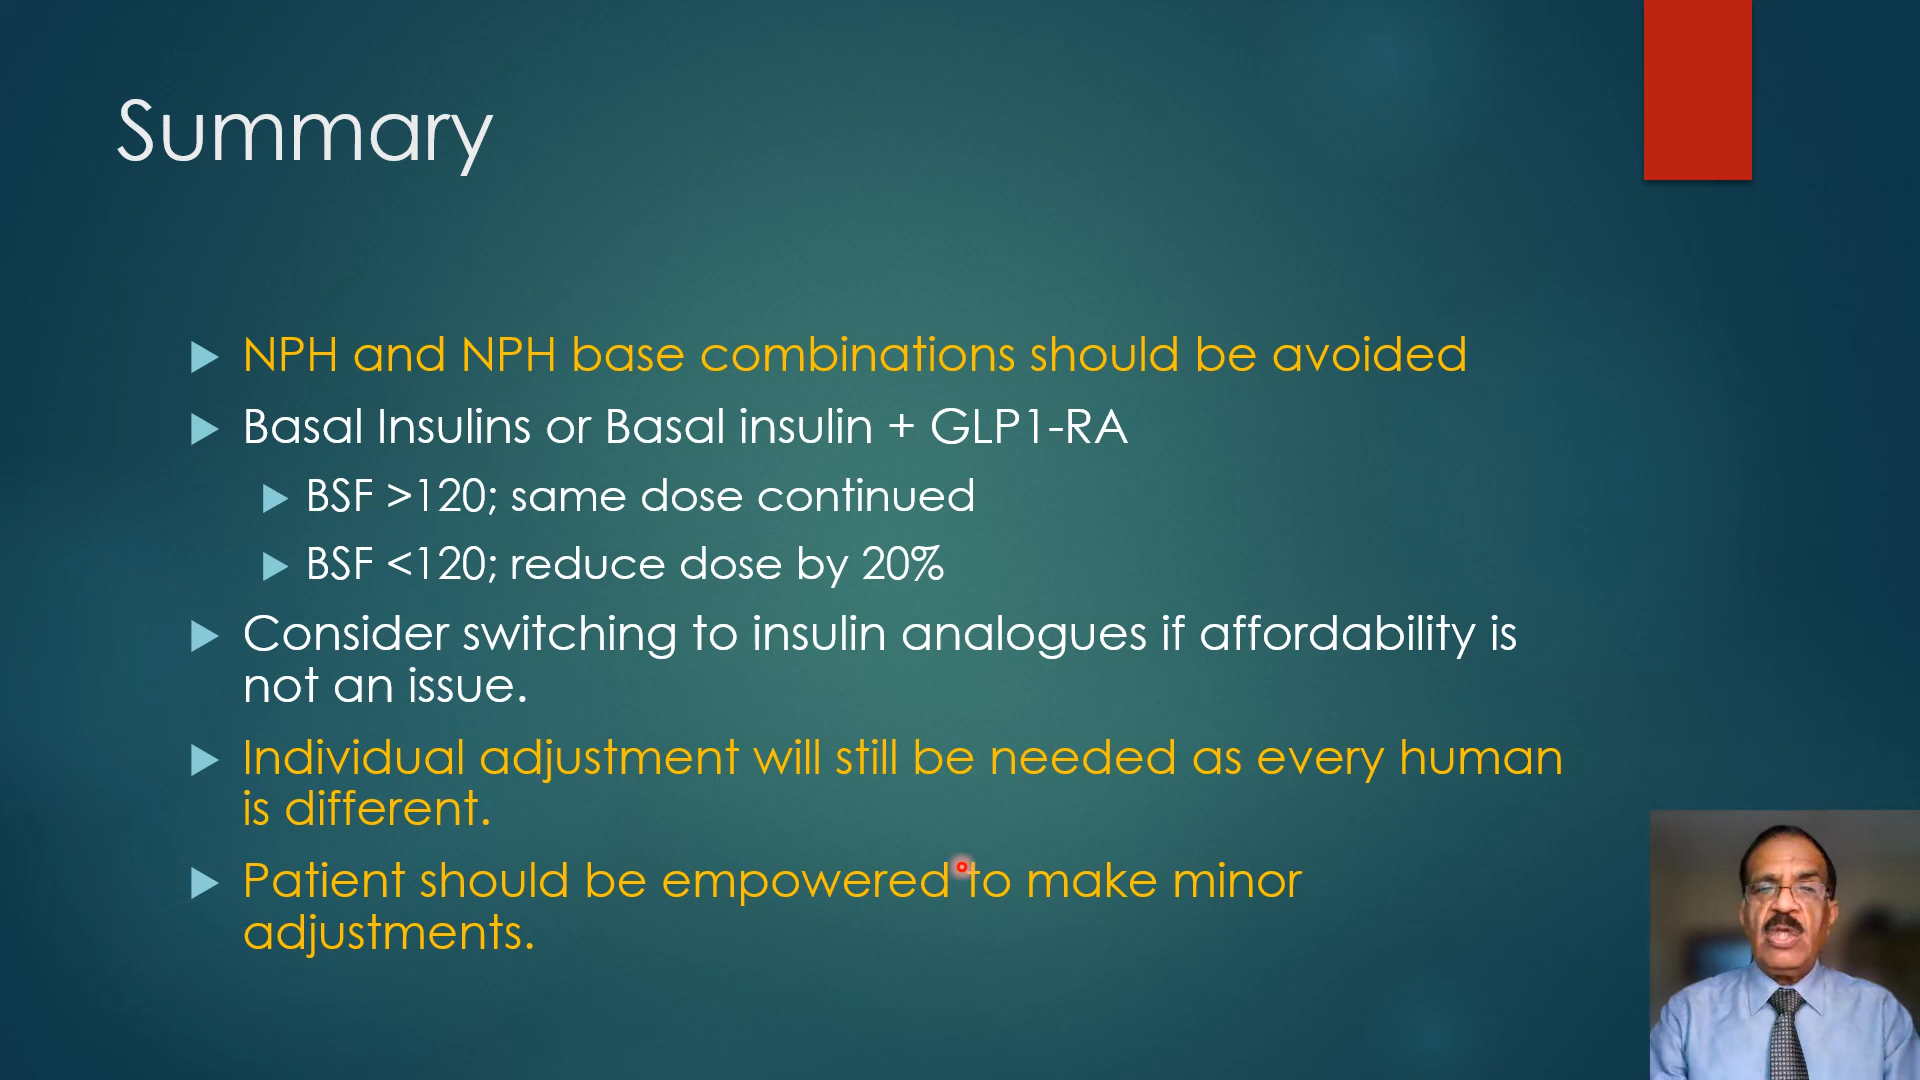 Summary
NPH and NPH base combinations should be avoided
Basal Insulins or Basal insulin + GLP1-RA
BSF >120; same dose continued
BSF <120; reduce dose by 20%
Consider switching to insulin analogues if affordability is
not an issue.
Individual adjustment will still be needed as every human
is different.
Patient should be empowered to make minor
adjustments.